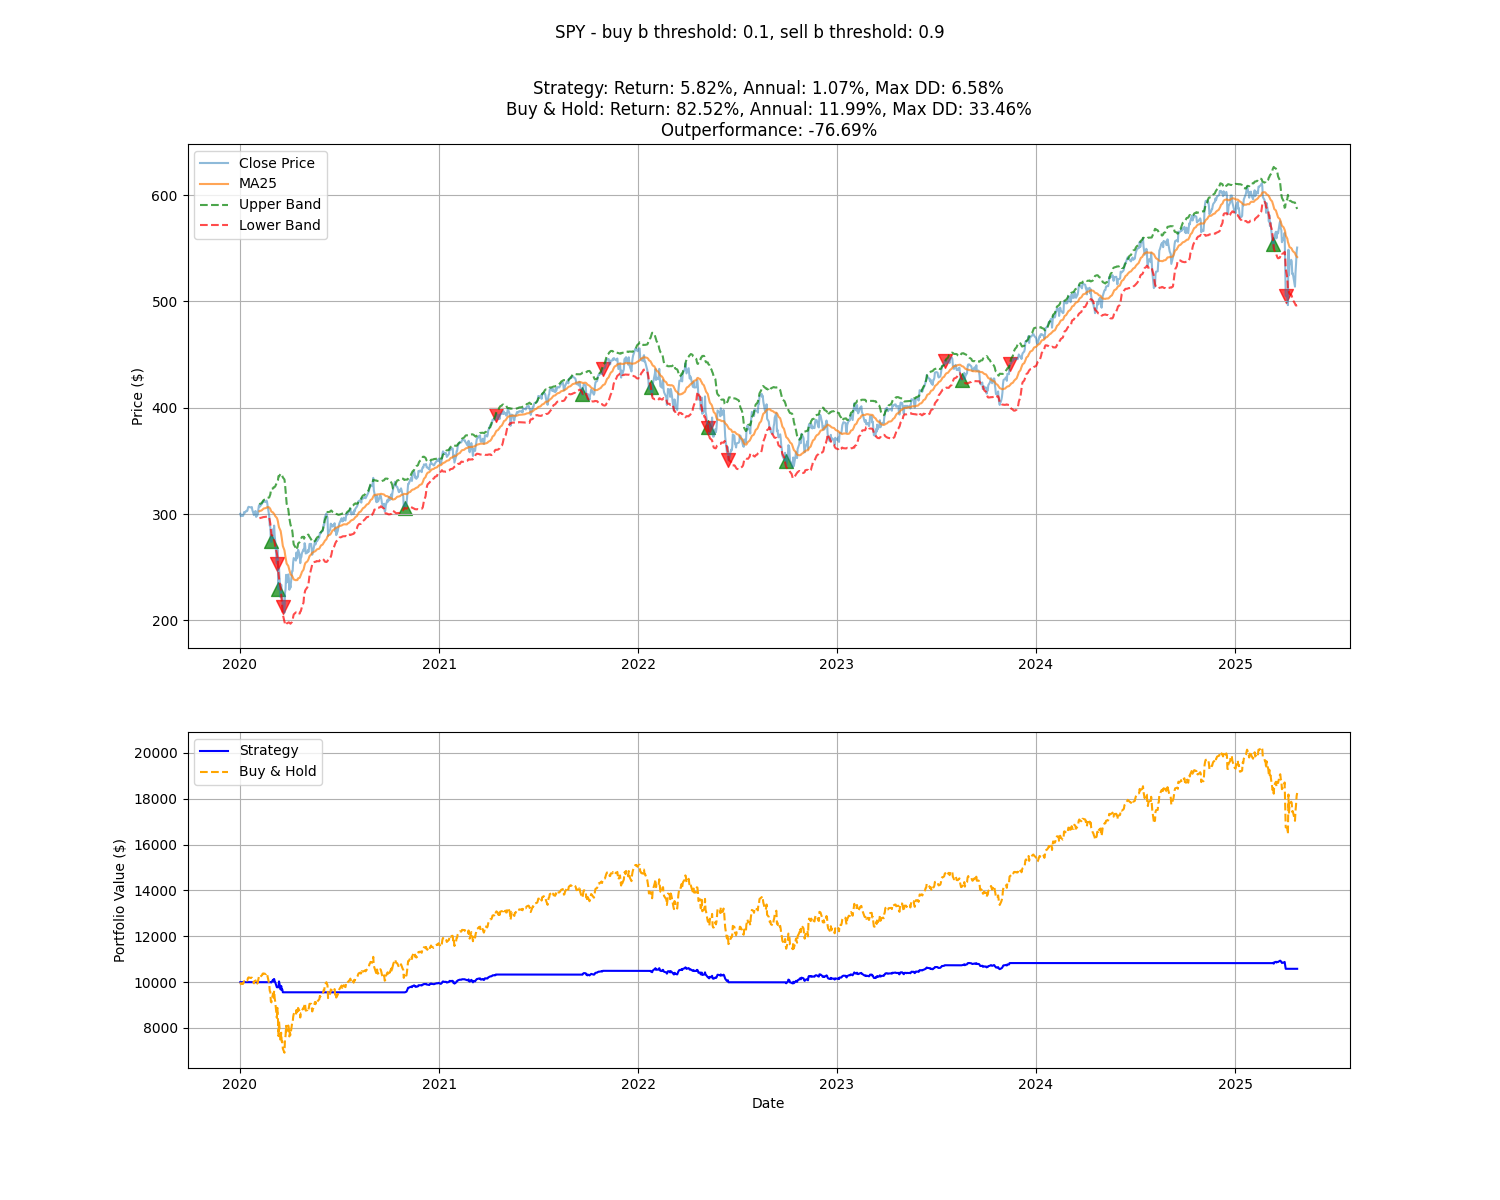 SPY - buy b threshold: 0.1, sell b threshold: 0.9
Strategy: Return: 5.82%, Annual: 1.07%, Max DD: 6.58%
Buy & Hold: Return: 82.52%, Annual: 11.99%, Max DD: 33.46%
Outperformance: -76.69%
Close Price
MA25
Upper Band
Lower Band
Price ($)
600
500
400
300
200
2020 2021 2022 2023 2024 2025
Strategy
Buy & Hold
Portfolio Value ($)
20000
18000
16000
14000
12000
10000
8000
2020 2021 2022 2023 2024 2025
Date